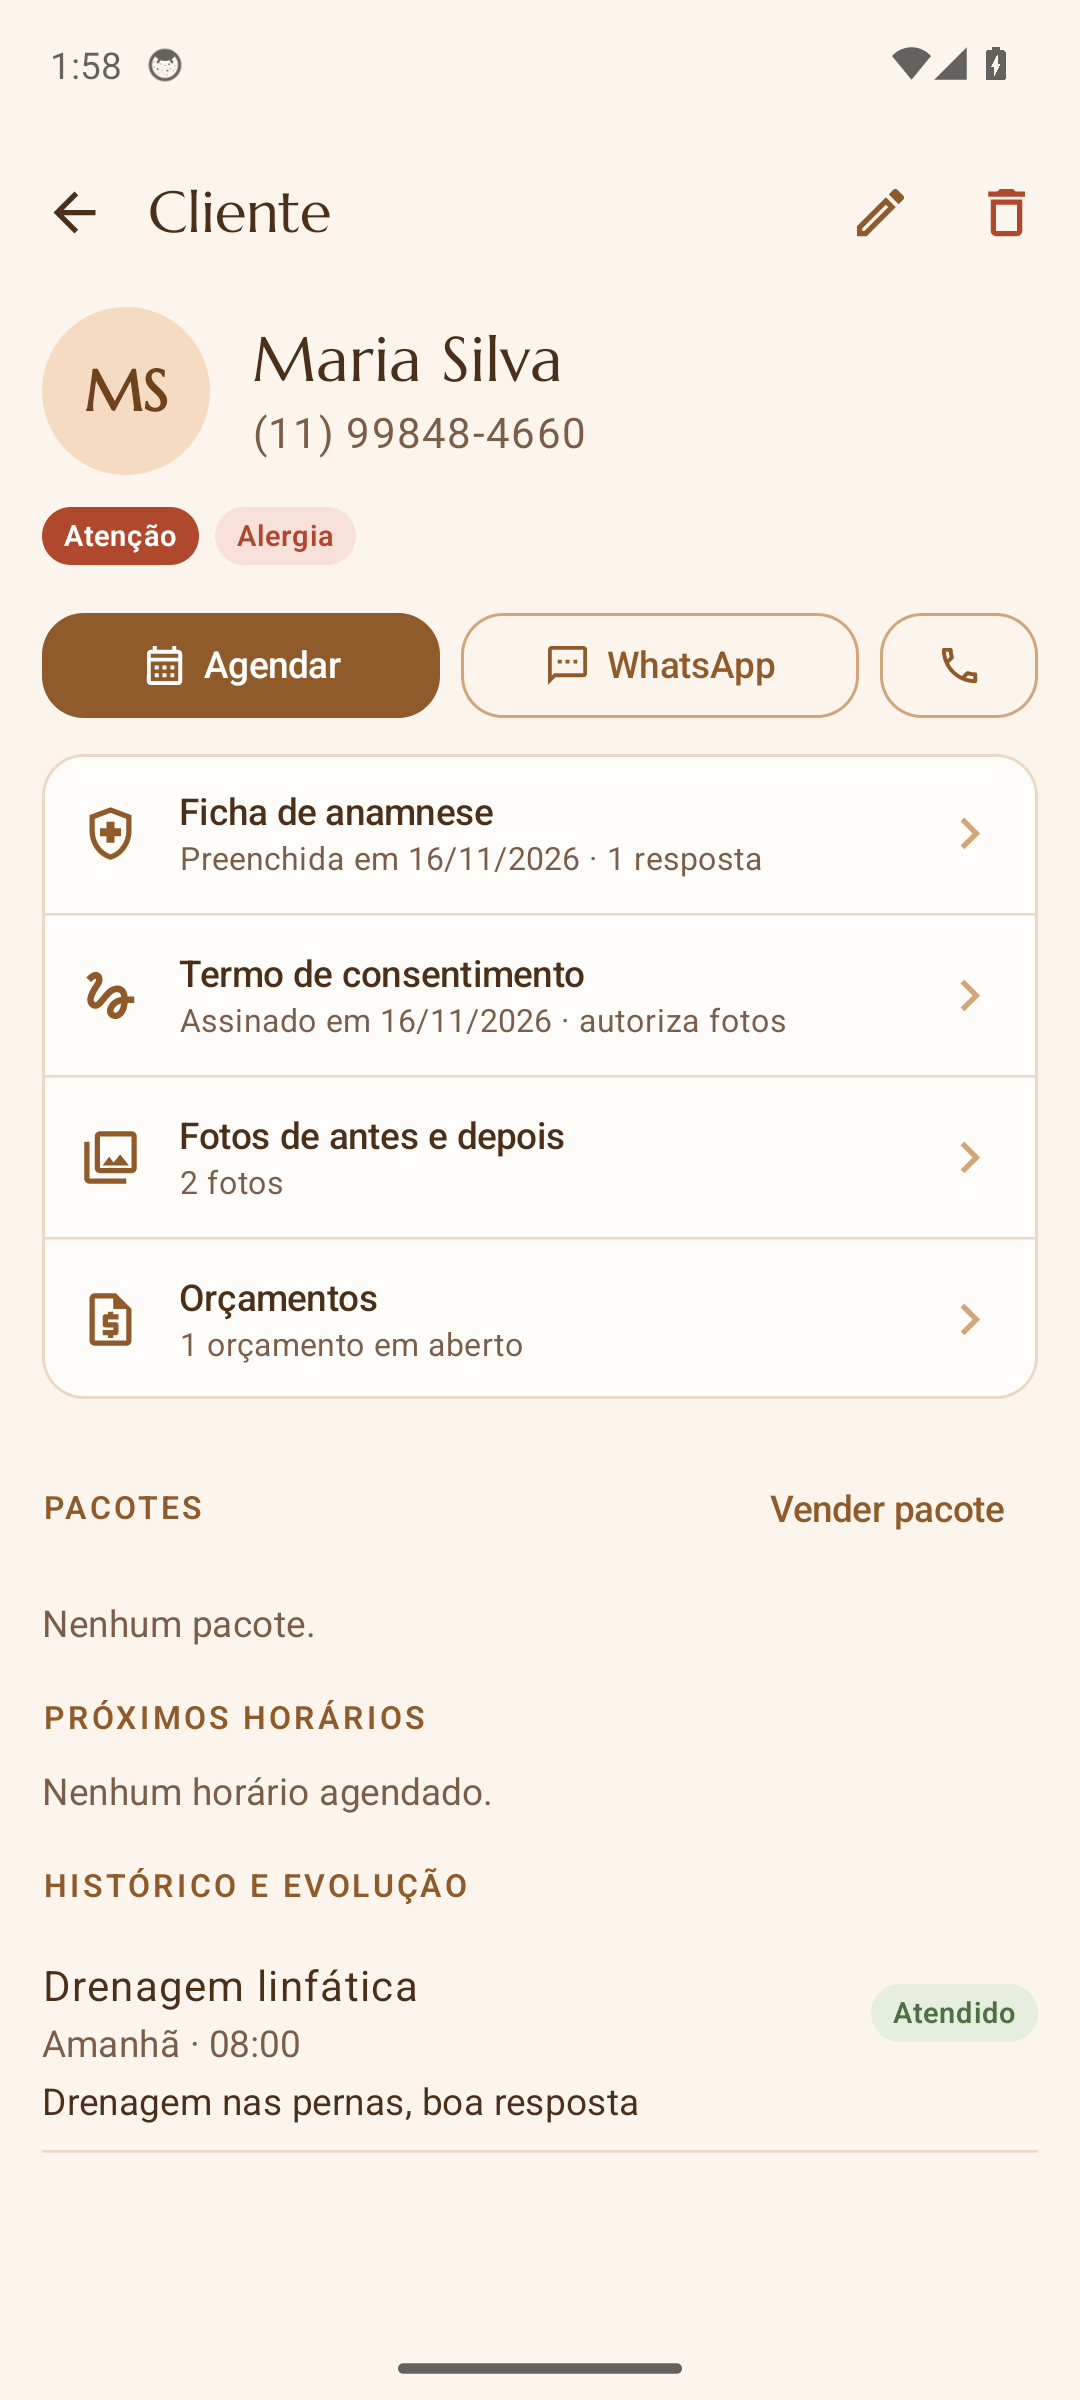 1:58
Cliente
MS
Maria Silva
(11) 99848-4660
Atenção
Alergia
Agendar
WhatsApp
Ficha de anamnese
Preenchida em 16/11/2026 · 1 resposta
Termo de consentimento
Assinado em 16/11/2026 · autoriza fotos
Fotos de antes e depois
2 fotos
Orçamentos
1 orçamento em aberto
PACOTES
Vender pacote
Nenhum pacote.
PRÓXIMOS HORÁRIOS
Nenhum horário agendado.
HISTÓRICO E EVOLUÇÃO
Drenagem linfática
Atendido
Amanhã · 08:00
Drenagem nas pernas, boa resposta